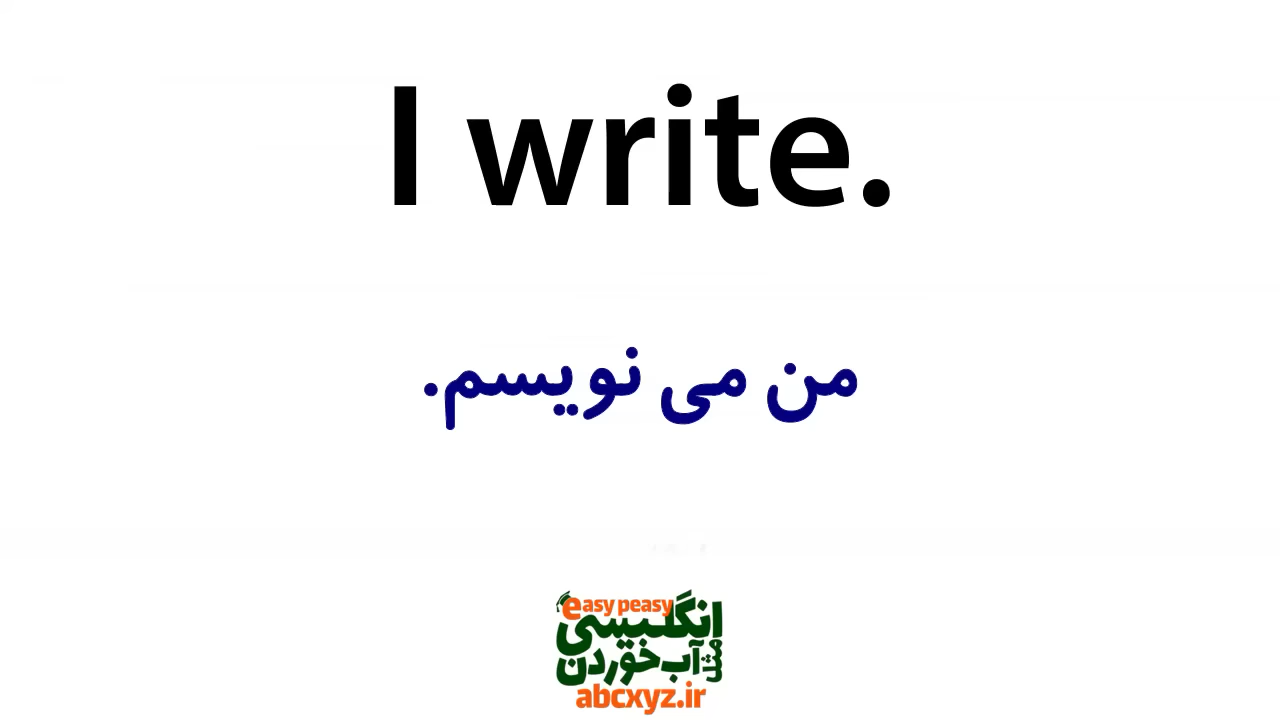 I write.
من می نویسم.
easy peasy
انگلیسی
مثل آب خوردن
abcxyz.ir